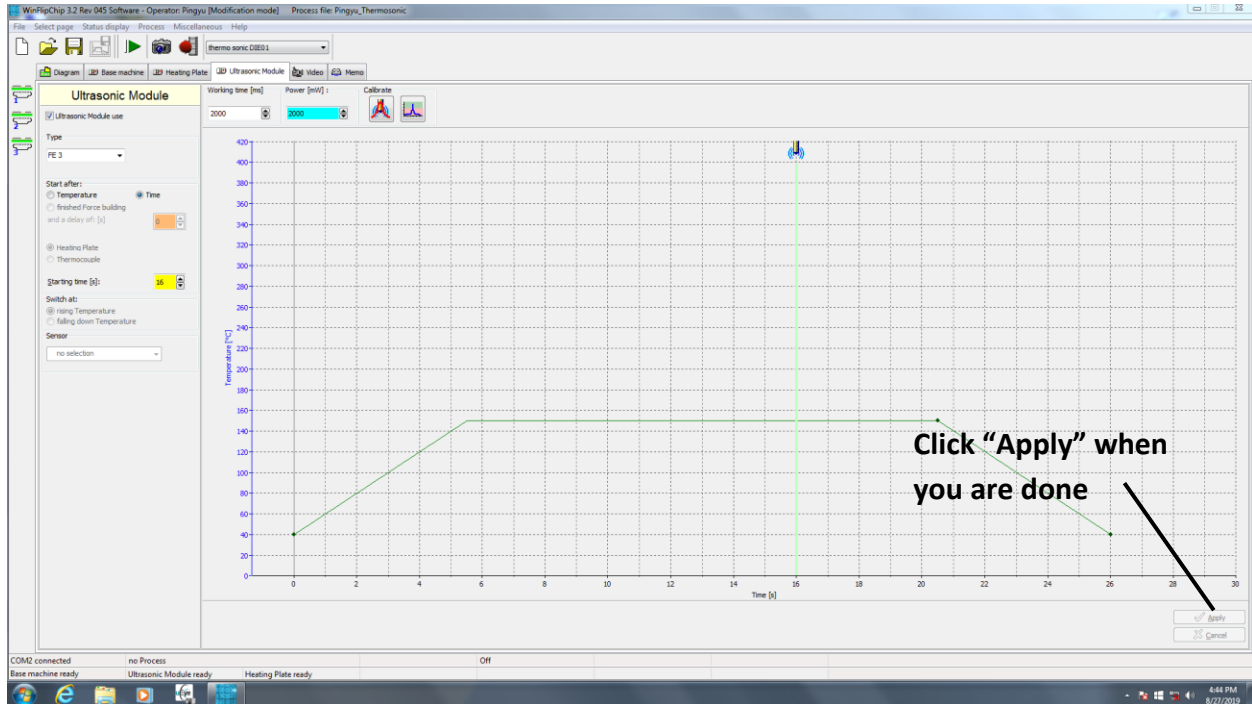 WinFlipChip 3.2 Rev 045 Software - Operator: Pingyu [Modification mode] Process file: Pingyu_Thermosonic
File Select page Status display Process Miscellaneous Help
thermo sonic DIE01
Diagram Base machine Heating Plate Ultrasonic Module Video Memo
1
2
3
Ultrasonic Module
Ultrasonic Module use
Type
FE 3
Start after:
Temperature Time
finished Force building
and a delay of: [s] 0
Heating Plate
Thermocouple
Starting time [s]: 16
Switch at:
rising Temperature
falling down Temperature
Sensor
no selection
Working time [ms] Power [mW] : Calibrate
2000 2000
420
400
380
360
340
320
300
280
260
240
220
200
180
160
140
120
100
80
60
40
20
0
Temperature [°C]
0 2 4 6 8 10 12 14 16 18 20 22 24 26 28 30
Time [s]
Click “Apply” when
you are done
Apply
Cancel
COM2 connected no Process Off
Base machine ready Ultrasonic Module ready Heating Plate ready
4:44 PM
8/27/2019